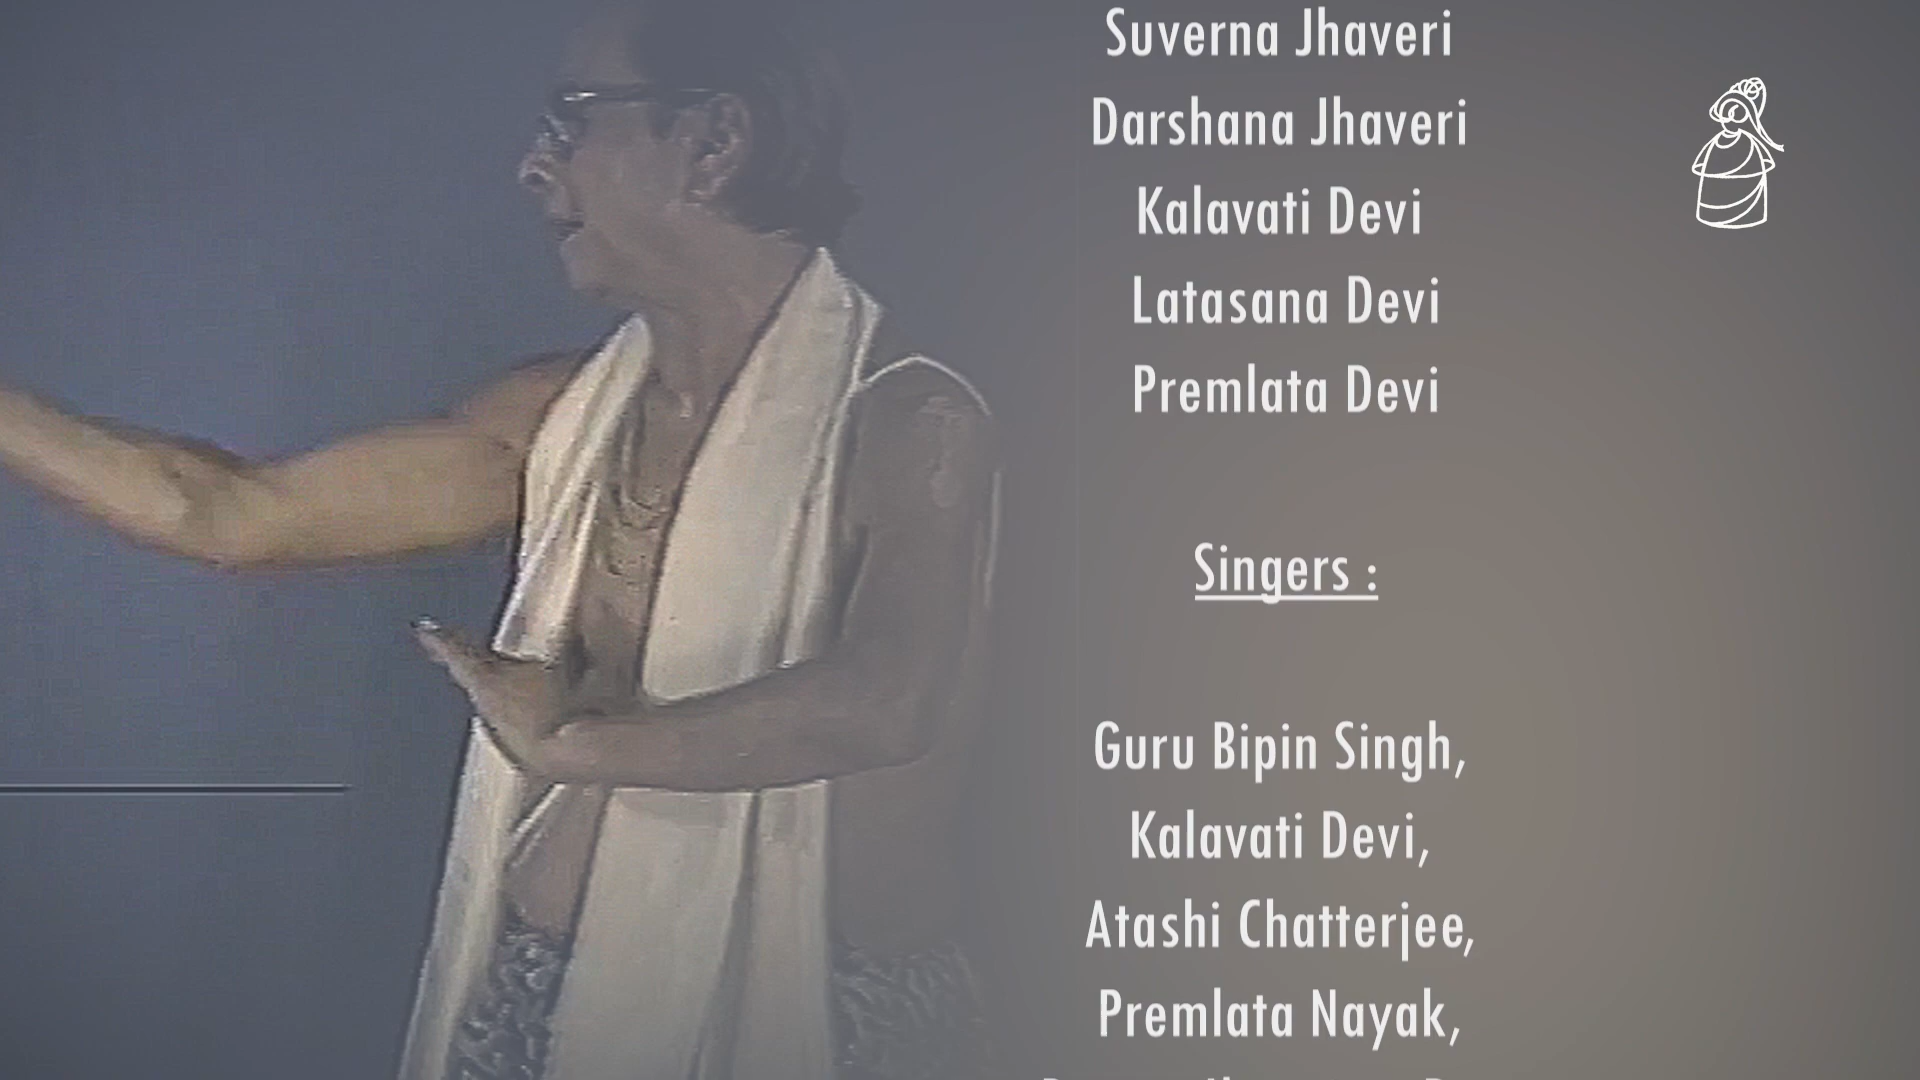 Suverna Jhaveri
Darshana Jhaveri
Kalavati Devi
Latasana Devi
Premlata Devi
Singers :
Guru Bipin Singh,
Kalavati Devi,
Atashi Chatterjee,
Premlata Nayak,